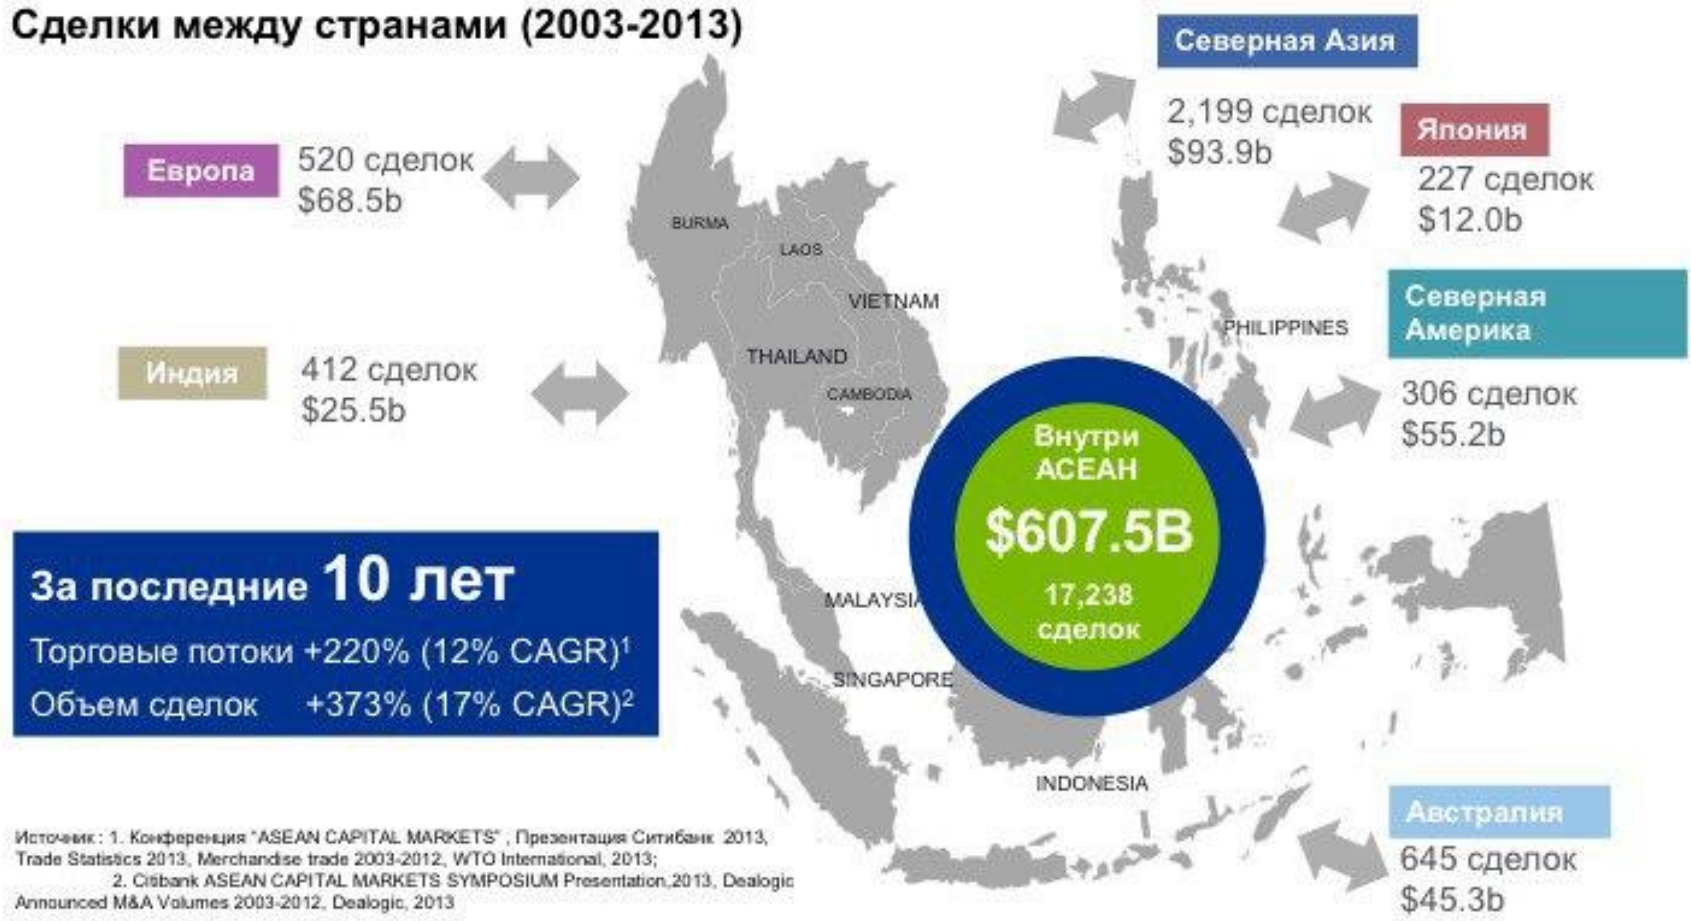 Сделки между странами (2003-2013)
Северная Азия
2,199 сделок
$93.9b
Япония
227 сделок
$12.0b
Европа
520 сделок
$68.5b
BURMA
LAOS
VIETNAM
PHILIPPINES
Северная
Америка
306 сделок
$55.2b
Индия
412 сделок
$25.5b
THAILAND
CAMBODIA
Внутри
АСЕАН
$607.5B
17,238
сделок
За последние 10 лет
Торговые потоки +220% (12% CAGR)1
Объем сделок +373% (17% CAGR)2
MALAYSIA
SINGAPORE
INDONESIA
Австралия
645 сделок
$45.3b
Источник : 1. Конференция "ASEAN CAPITAL MARKETS" , Презентация Ситибанк 2013,
Trade Statistics 2013, Merchandise trade 2003-2012, WTO International, 2013;
2. Citibank ASEAN CAPITAL MARKETS SYMPOSIUM Presentation,2013, Dealogic
Announced M&A Volumes 2003-2012, Dealogic, 2013